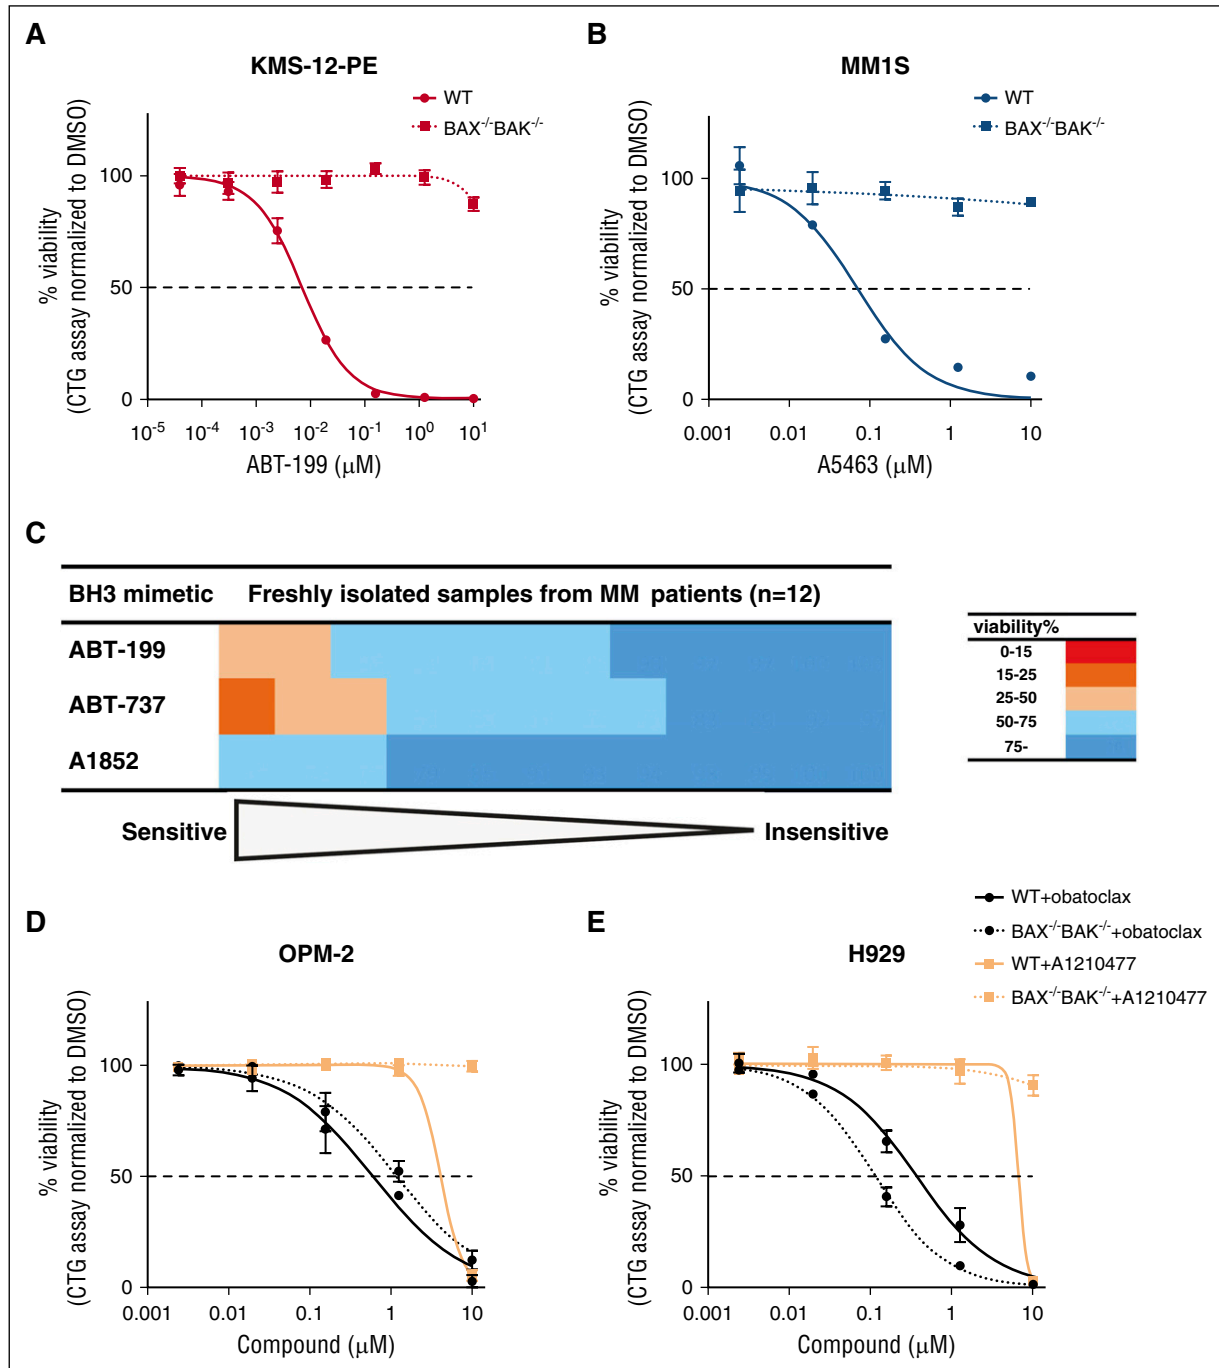 A
KMS-12-PE
WT
BAX-/-BAK-/-
% viability
(CTG assay normalized to DMSO)
100
50
0
10-5 10-4 10-3 10-2 10-1 100 101
ABT-199 (μM)
B
MM1S
WT
BAX-/-BAK-/-
% viability
(CTG assay normalized to DMSO)
100
50
0
0.001 0.01 0.1 1 10
A5463 (μM)
C
BH3 mimetic Freshly isolated samples from MM patients (n=12)
ABT-199
ABT-737
A1852
Sensitive Insensitive
viability%
0-15
15-25
25-50
50-75
75-
D
OPM-2
% viability
(CTG assay normalized to DMSO)
100
50
0
0.001 0.01 0.1 1 10
Compound (μM)
E
H929
WT+obatoclax
BAX-/-BAK-/-+obatoclax
WT+A1210477
BAX-/-BAK-/-+A1210477
% viability
(CTG assay normalized to DMSO)
100
50
0
0.001 0.01 0.1 1 10
Compound (μM)